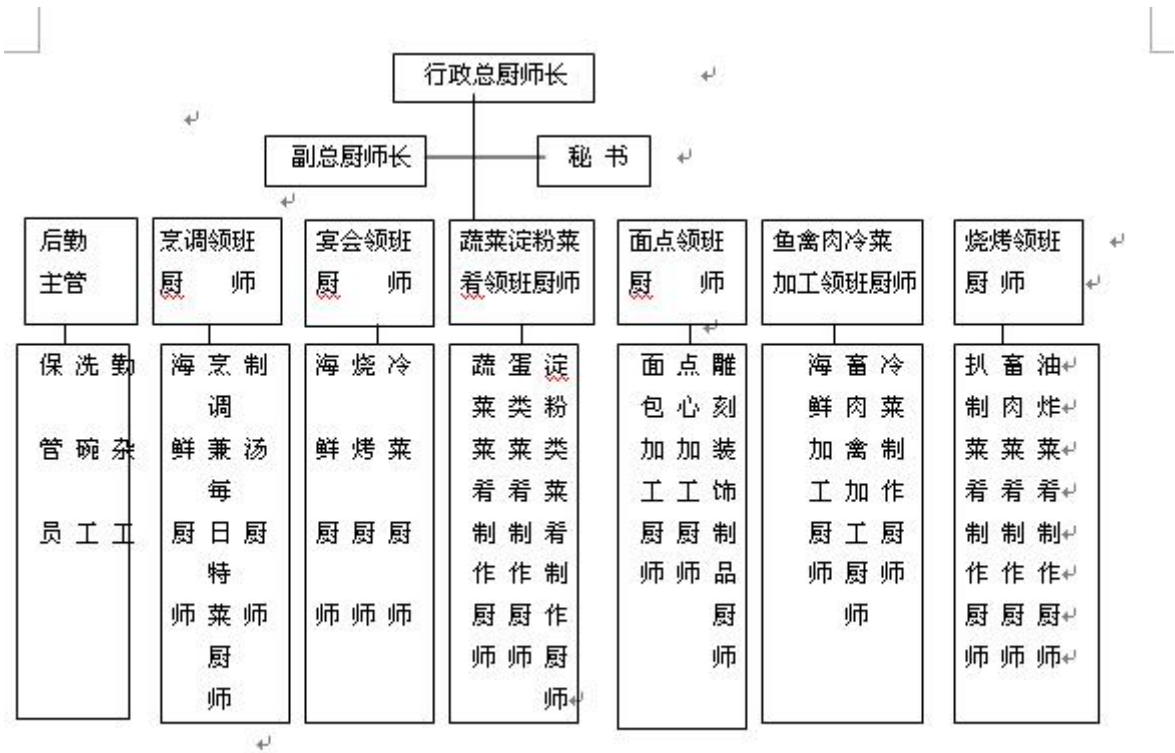 行政总厨师长
副总厨师长
秘 书
后勤
主管
烹调领班
厨 师
宴会领班
厨 师
蔬菜淀粉菜
肴领班厨师
面点领班
厨 师
鱼禽肉冷菜
加工领班厨师
烧烤领班
厨 师
保管员
洗碗工
勤杂工
海鲜厨师
烹调兼每日特菜厨师
制汤厨师
海鲜厨师
烧烤厨师
冷菜厨师
蔬菜菜肴制作厨师
蛋类菜肴制作厨师
淀粉类菜肴制作厨师
面包加工厨师
点心加工厨师
雕刻装饰制品厨师
海鲜加工厨师
畜肉禽加工厨师
冷菜制作厨师
扒制菜肴制作厨师
畜肉菜肴制作厨师
油炸菜肴制作厨师